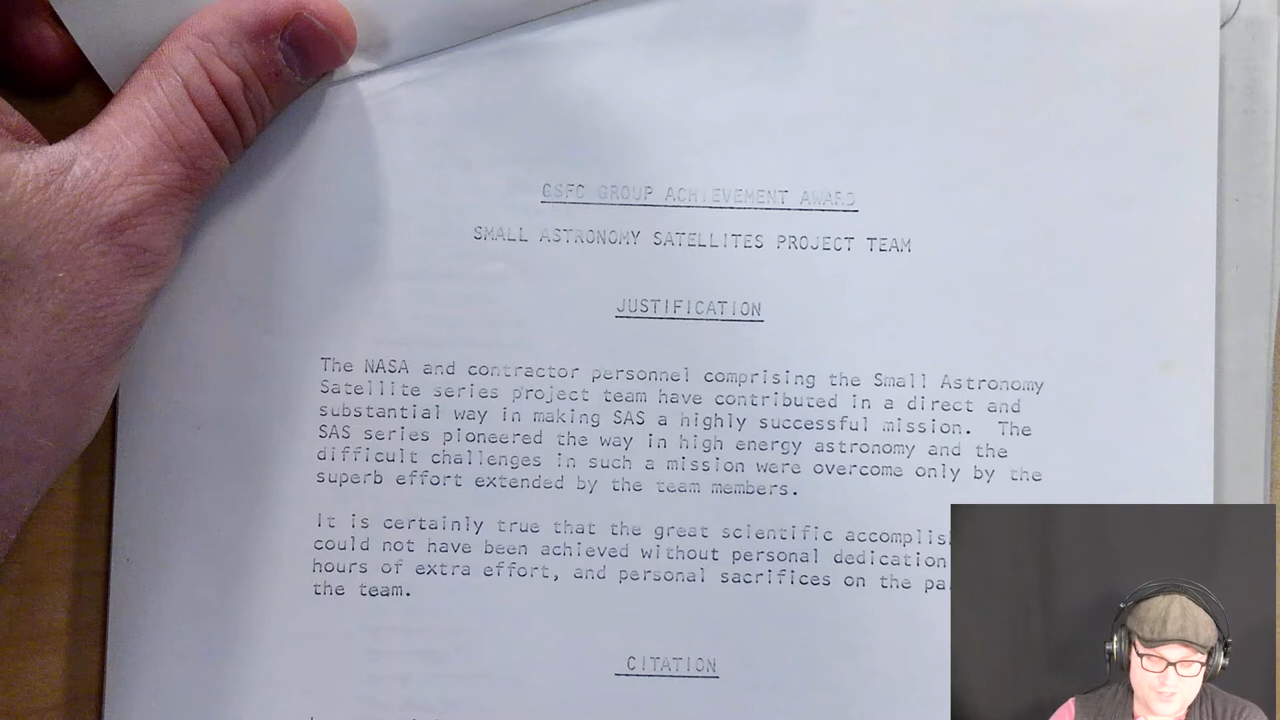 GSFC GROUP ACHIEVEMENT AWARD
SMALL ASTRONOMY SATELLITES PROJECT TEAM
JUSTIFICATION
The NASA and contractor personnel comprising the Small Astronomy
Satellite series project team have contributed in a direct and
substantial way in making SAS a highly successful mission. The
SAS series pioneered the way in high energy astronomy and the
difficult challenges in such a mission were overcome only by the
superb effort extended by the team members.
It is certainly true that the great scientific
could not have been achieved without personal dedication
hours of extra effort, and personal sacrifices on the
the team.
CITATION